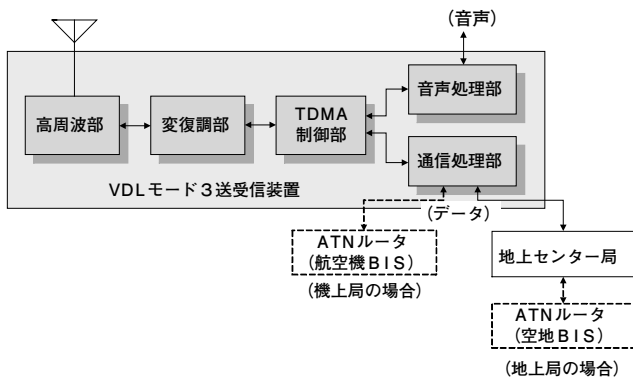 (音声)
高周波部
変復調部
TDMA
制御部
音声処理部
通信処理部
VDLモード3送受信装置
(データ)
ATNルータ
(航空機BIS)
(機上局の場合)
地上センター局
ATNルータ
(空地BIS)
(地上局の場合)